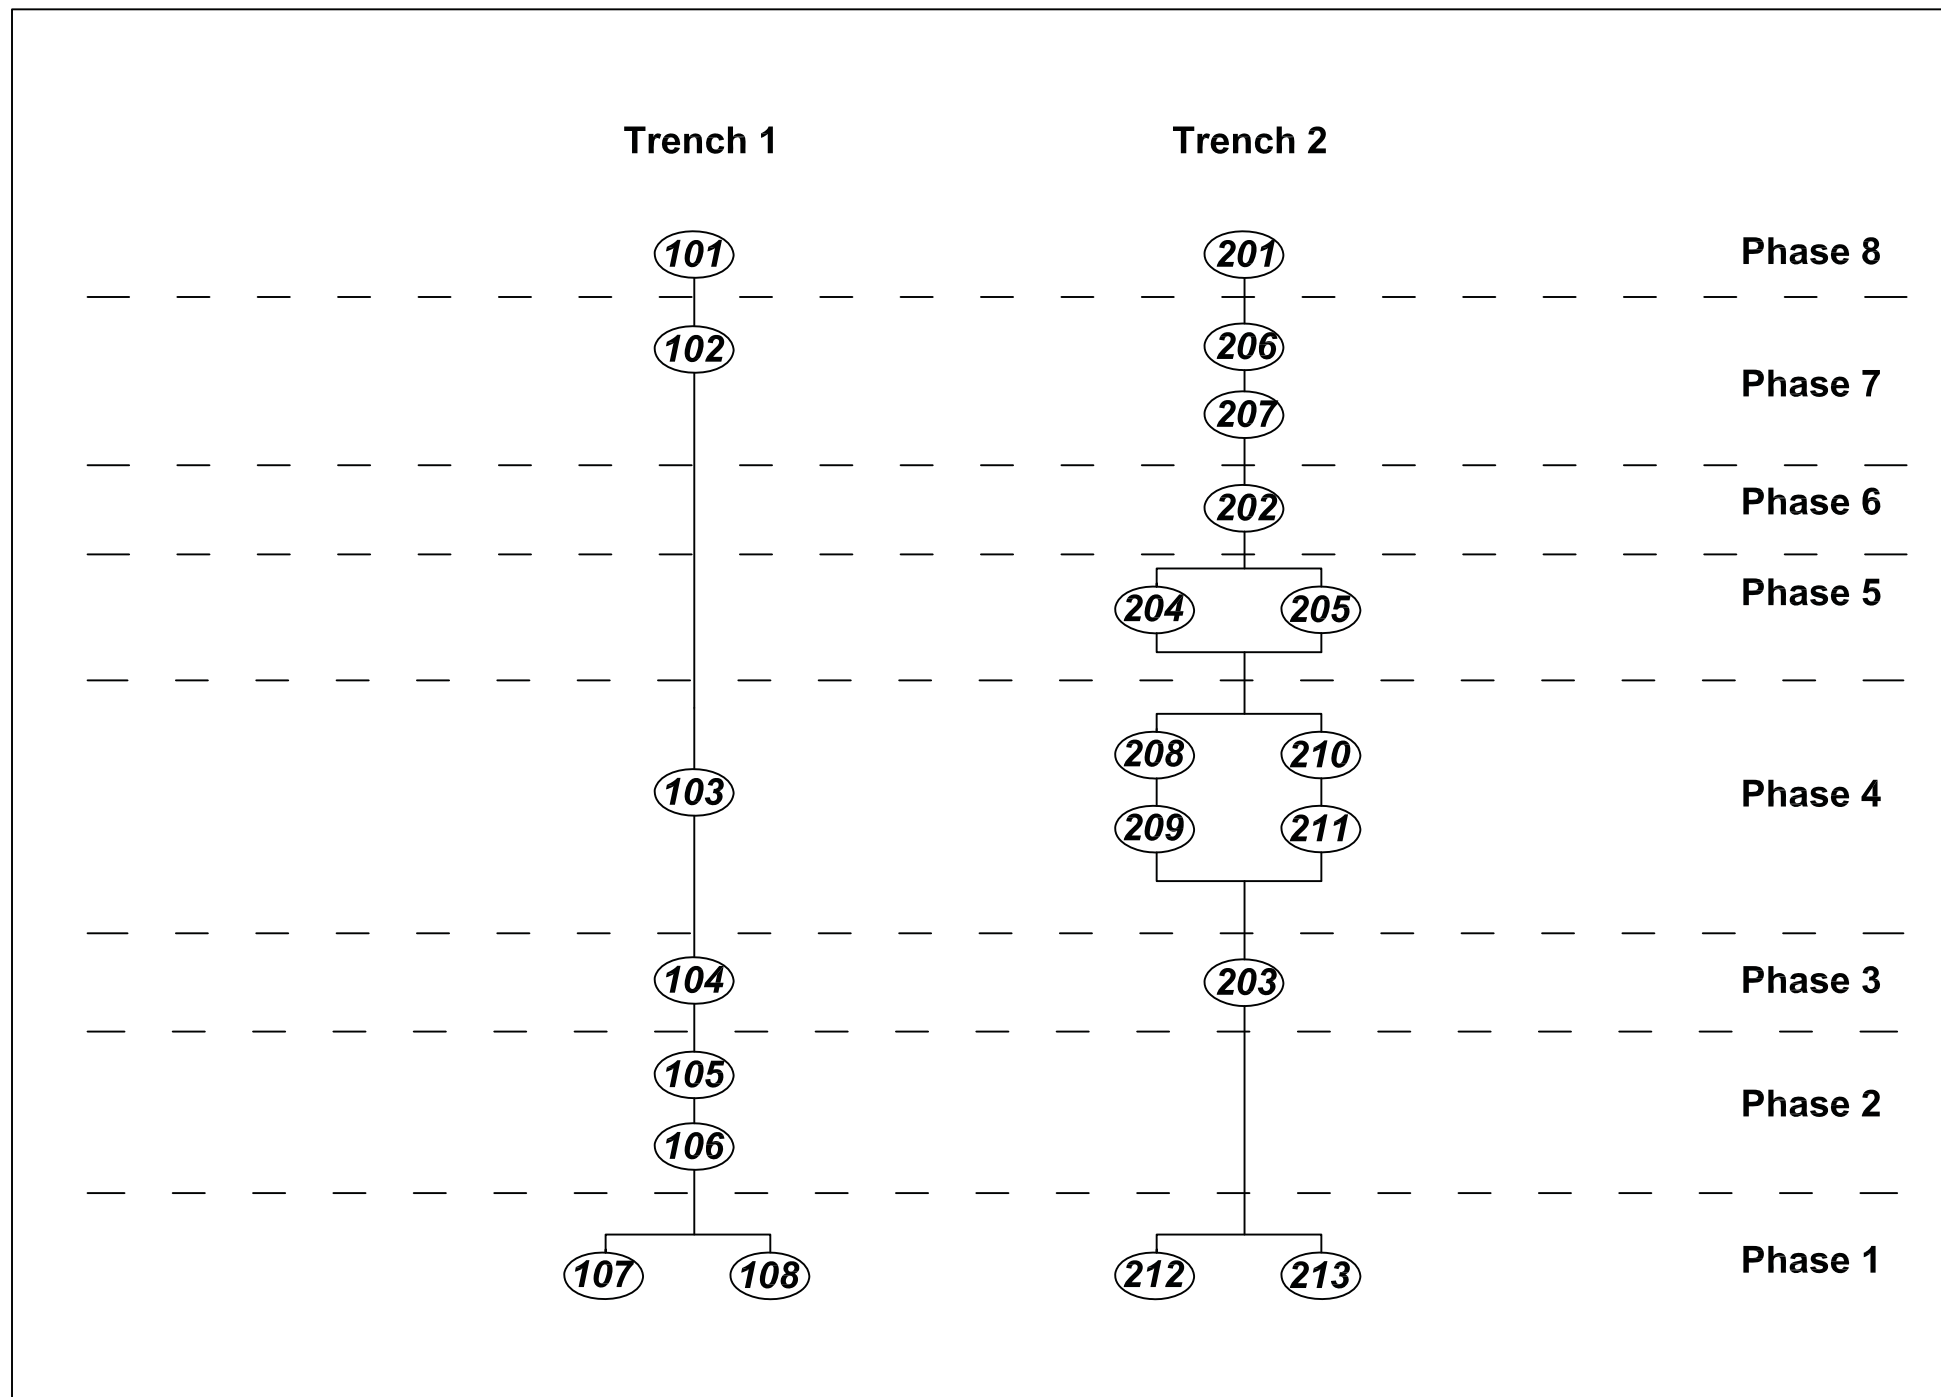 Trench 1 Trench 2
101 201 Phase 8
102 206
207 Phase 7
202 Phase 6
204 205 Phase 5
208 210
103 Phase 4
209 211
104 203 Phase 3
105
106 Phase 2
107 108 212 213 Phase 1